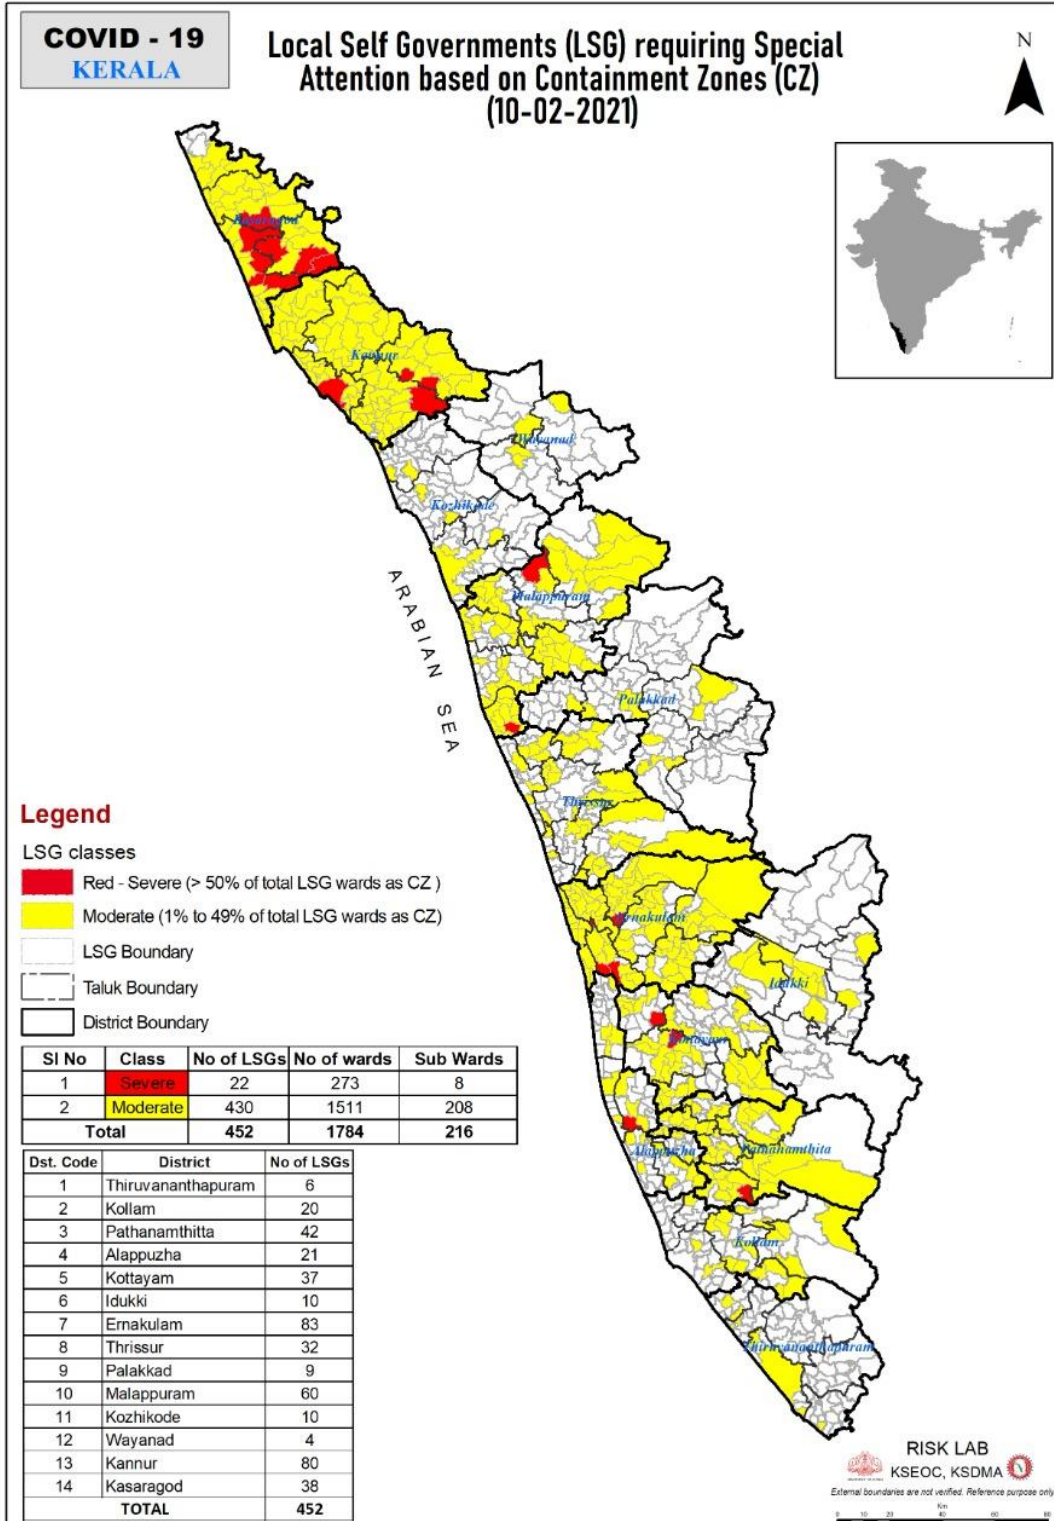 COVID - 19
KERALA
Local Self Governments (LSG) requiring Special
Attention based on Containment Zones (CZ)
(10-02-2021)
N
Kasaragod
Kannur
Wayanad
Kozhikode
Malappuram
ARABIAN SEA
Palakkad
Thrissur
Ernakulam
Idukki
Kottayam
Alappuzha
Pathanamthitta
Kollam
Thiruvananthapuram
Legend
LSG classes
Red - Severe (> 50% of total LSG wards as CZ )
Moderate (1% to 49% of total LSG wards as CZ)
LSG Boundary
Taluk Boundary
District Boundary
Sl No Class No of LSGs No of wards Sub Wards
1 Severe 22 273 8
2 Moderate 430 1511 208
Total 452 1784 216
Dst. Code District No of LSGs
1 Thiruvananthapuram 6
2 Kollam 20
3 Pathanamthitta 42
4 Alappuzha 21
5 Kottayam 37
6 Idukki 10
7 Ernakulam 83
8 Thrissur 32
9 Palakkad 9
10 Malappuram 60
11 Kozhikode 10
12 Wayanad 4
13 Kannur 80
14 Kasaragod 38
TOTAL 452
RISK LAB
KSEOC, KSDMA
External boundaries are not verified. Reference purpose only
Km
0 10 20 40 60 80